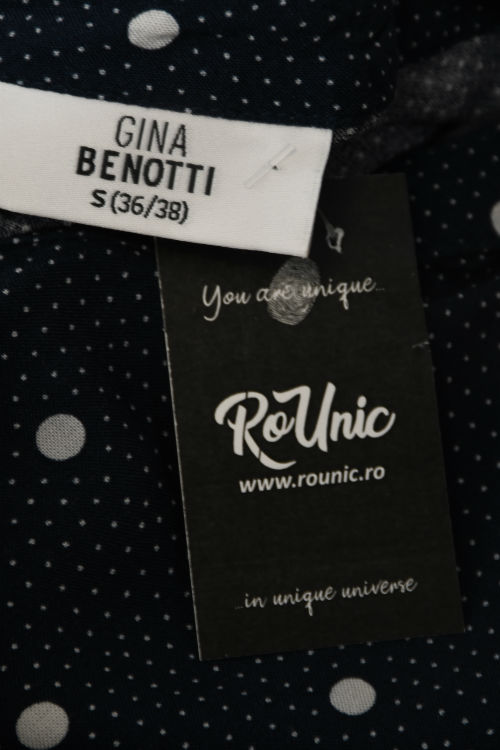 GINA
BENOTTI
S (36/38)
You are unique...
RoUnic
www.rounic.ro
...in unique universe